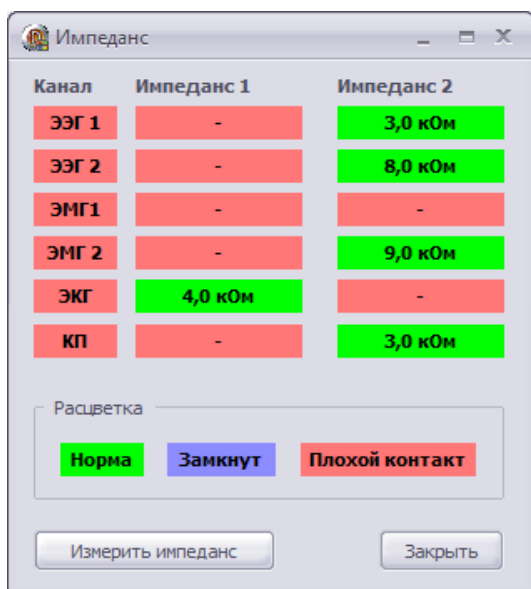 Импеданс
Канал Импеданс 1 Импеданс 2
ЭЭГ 1 - 3,0 кОм
ЭЭГ 2 - 8,0 кОм
ЭМГ1 - -
ЭМГ 2 - 9,0 кОм
ЭКГ 4,0 кОм -
КП - 3,0 кОм
Расцветка
Норма Замкнут Плохой контакт
Измерить импеданс Закрыть